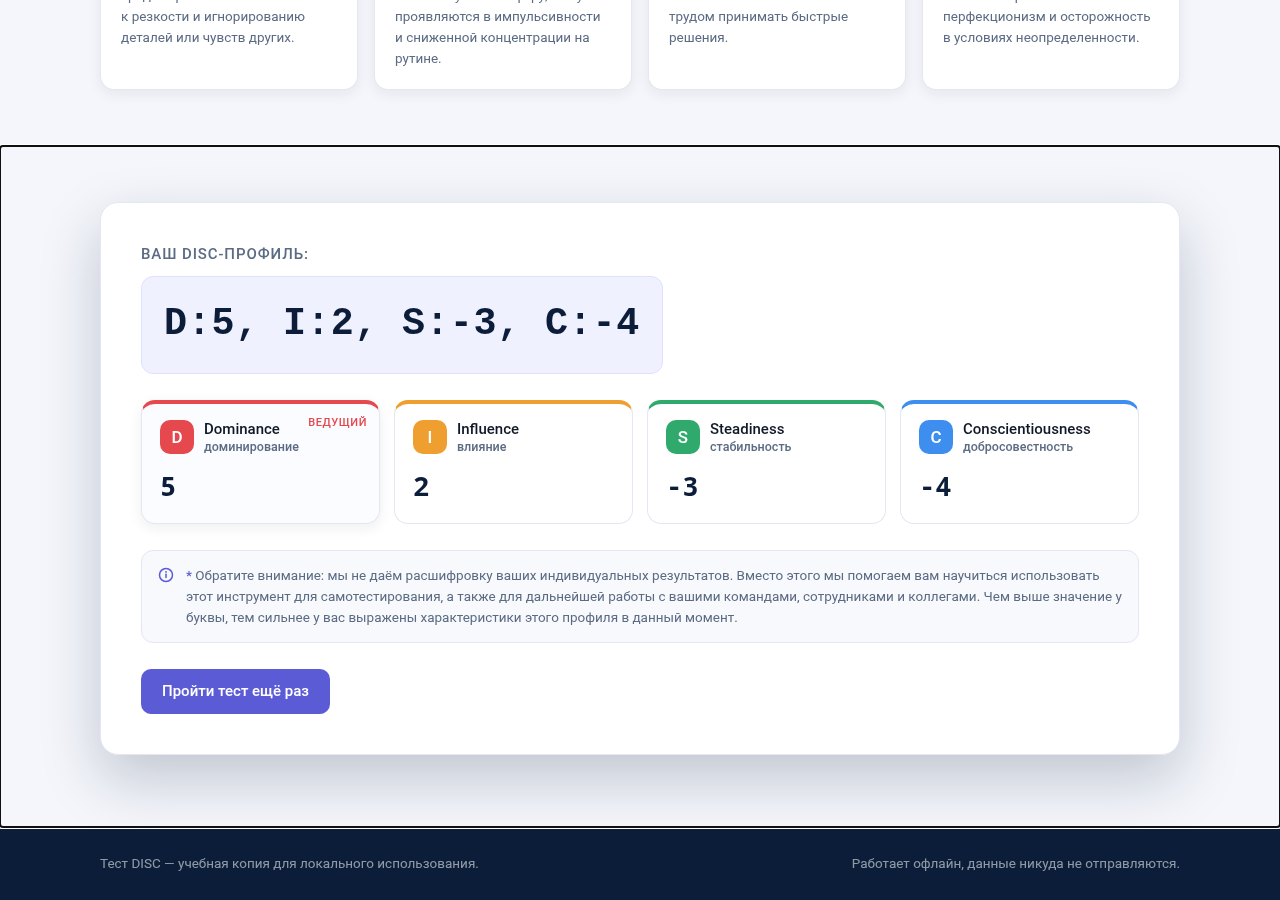 к резкости и игнорированию
деталей или чувств других.
проявляются в импульсивности
и сниженной концентрации на
рутине.
трудом принимать быстрые
решения.
перфекционизм и осторожность
в условиях неопределенности.
ВАШ DISC-ПРОФИЛЬ:
D:5, I:2, S:-3, C:-4
D
Dominance
доминирование
ВЕДУЩИЙ
5
I
Influence
влияние
2
S
Steadiness
стабильность
-3
C
Conscientiousness
добросовестность
-4
* Обратите внимание: мы не даём расшифровку ваших индивидуальных результатов. Вместо этого мы помогаем вам научиться использовать
этот инструмент для самотестирования, а также для дальнейшей работы с вашими командами, сотрудниками и коллегами. Чем выше значение у
буквы, тем сильнее у вас выражены характеристики этого профиля в данный момент.
Пройти тест ещё раз
Тест DISC — учебная копия для локального использования.
Работает офлайн, данные никуда не отправляются.